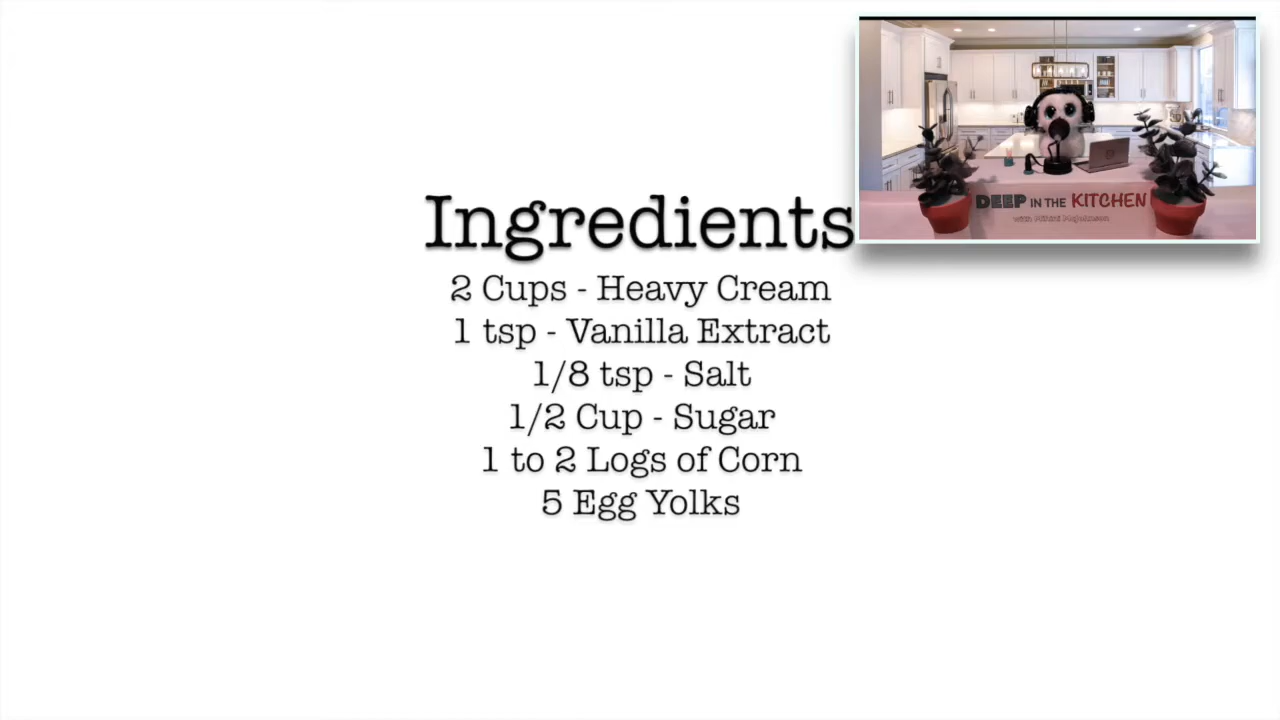 Ingredients
2 Cups - Heavy Cream
1 tsp - Vanilla Extract
1/8 tsp - Salt
1/2 Cup - Sugar
1 to 2 Logs of Corn
5 Egg Yolks
DEEP IN THE KITCHEN
with